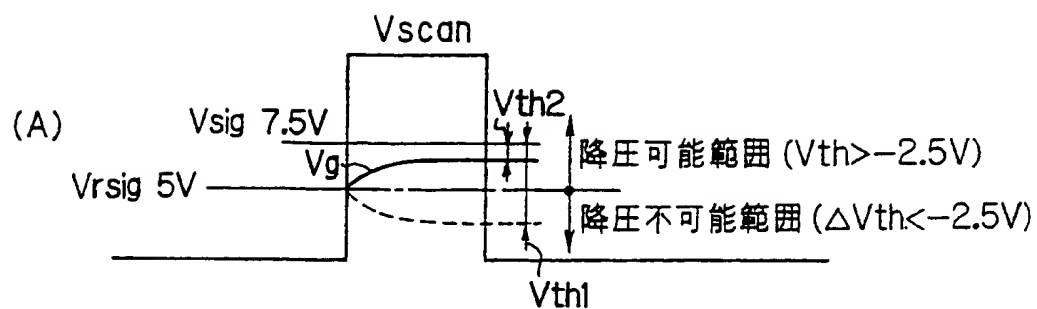 Vscan
(A)
Vsig 7.5V
Vth2
Vg
降圧可能範囲 (Vth>-2.5V)
Vrsig 5V
降圧不可能範囲 (△Vth<-2.5V)
Vth1